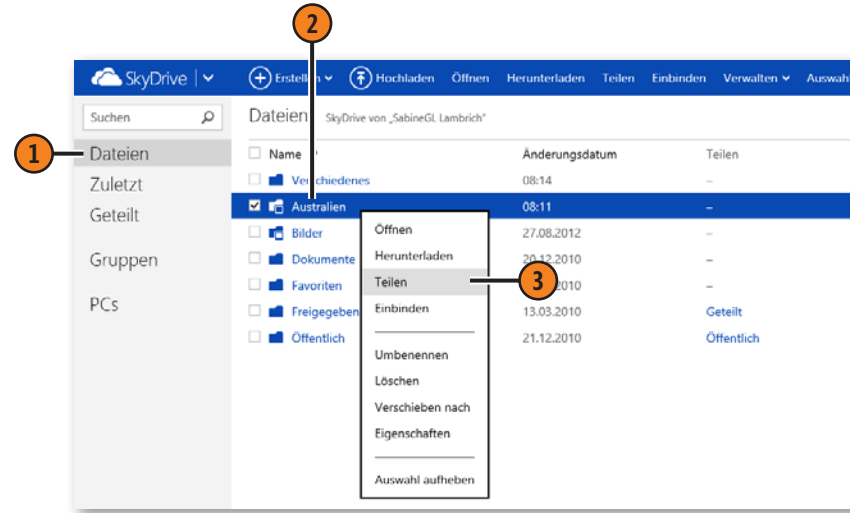 2
SkyDrive
Erstellen Hochladen Öffnen Herunterladen Teilen Einbinden Verwalten Auswahl
Suchen
Dateien SkyDrive von „SabineGL Lambrich“
1
Dateien
Zuletzt
Geteilt
Gruppen
PCs
Name Änderungsdatum Teilen
Verschiedenes 08:14 –
Australien 08:11 –
Bilder 27.08.2012 –
Dokumente 20.12.2010 –
Favoriten 2010 –
Freigegeben 13.03.2010 Geteilt
Öffentlich 21.12.2010 Öffentlich
Öffnen
Herunterladen
Teilen
3
Einbinden
Umbenennen
Löschen
Verschieben nach
Eigenschaften
Auswahl aufheben